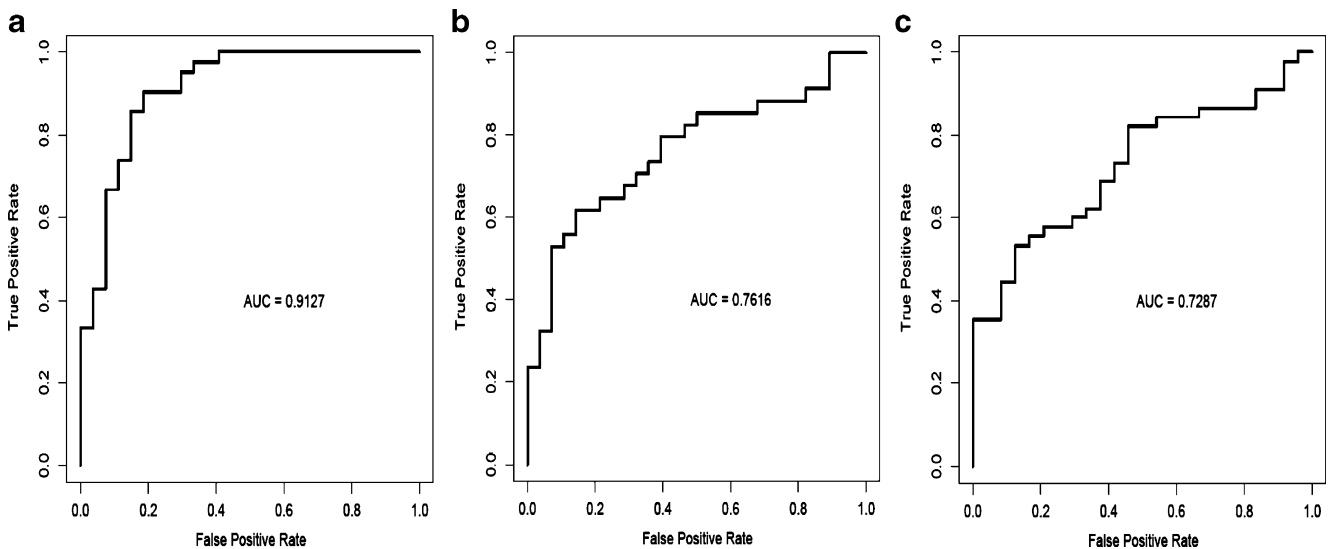 a
1.0
0.8
0.6
0.4
0.2
0.0
True Positive Rate
AUC = 0.9127
0.0 0.2 0.4 0.6 0.8 1.0
False Positive Rate
b
1.0
0.8
0.6
0.4
0.2
0.0
True Positive Rate
AUC = 0.7616
0.0 0.2 0.4 0.6 0.8 1.0
False Positive Rate
c
1.0
0.8
0.6
0.4
0.2
0.0
True Positive Rate
AUC = 0.7287
0.0 0.2 0.4 0.6 0.8 1.0
False Positive Rate